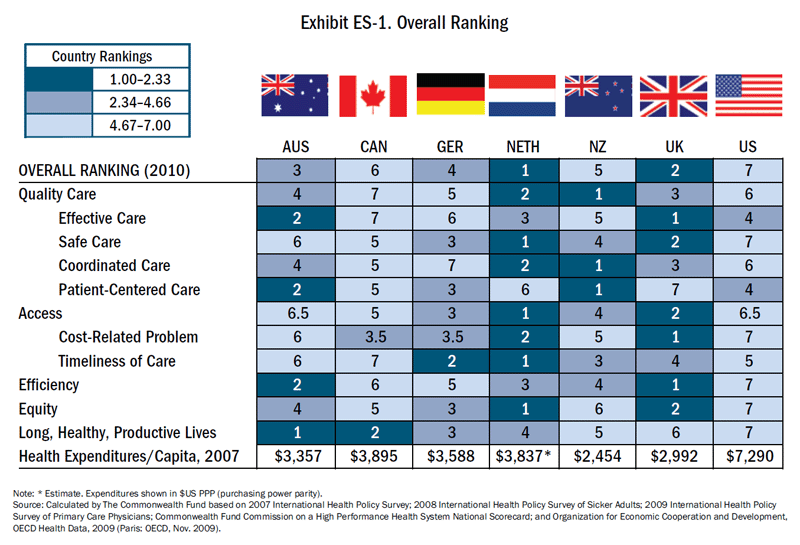 Exhibit ES-1. Overall Ranking
Country Rankings
1.00–2.33
2.34–4.66
4.67–7.00
AUS CAN GER NETH NZ UK US
OVERALL RANKING (2010) 3 6 4 1 5 2 7
Quality Care 4 7 5 2 1 3 6
Effective Care 2 7 6 3 5 1 4
Safe Care 6 5 3 1 4 2 7
Coordinated Care 4 5 7 2 1 3 6
Patient-Centered Care 2 5 3 6 1 7 4
Access 6.5 5 3 1 4 2 6.5
Cost-Related Problem 6 3.5 3.5 2 5 1 7
Timeliness of Care 6 7 2 1 3 4 5
Efficiency 2 6 5 3 4 1 7
Equity 4 5 3 1 6 2 7
Long, Healthy, Productive Lives 1 2 3 4 5 6 7
Health Expenditures/Capita, 2007 $3,357 $3,895 $3,588 $3,837* $2,454 $2,992 $7,290
Note: * Estimate. Expenditures shown in $US PPP (purchasing power parity).
Source: Calculated by The Commonwealth Fund based on 2007 International Health Policy Survey; 2008 International Health Policy Survey of Sicker Adults; 2009 International Health Policy
Survey of Primary Care Physicians; Commonwealth Fund Commission on a High Performance Health System National Scorecard; and Organization for Economic Cooperation and Development,
OECD Health Data, 2009 (Paris: OECD, Nov. 2009).